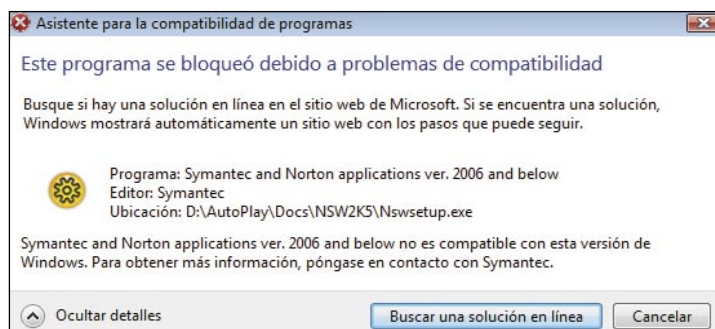 Asistente para la compatibilidad de programas
Este programa se bloqueó debido a problemas de compatibilidad
Busque si hay una solución en línea en el sitio web de Microsoft. Si se encuentra una solución,
Windows mostrará automáticamente un sitio web con los pasos que puede seguir.
Programa: Symantec and Norton applications ver. 2006 and below
Editor: Symantec
Ubicación: D:\AutoPlay\Docs\NSW2K5\Nswsetup.exe
Symantec and Norton applications ver. 2006 and below no es compatible con esta versión de
Windows. Para obtener más información, póngase en contacto con Symantec.
Ocultar detalles Buscar una solución en línea Cancelar